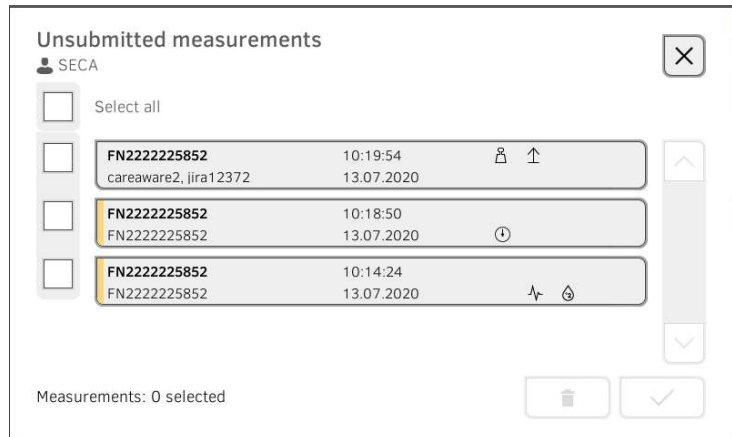 Unsubmitted measurements
SECA
Select all
FN2222225852 10:19:54
careaware2, jira12372 13.07.2020
FN2222225852 10:18:50
FN2222225852 13.07.2020
FN2222225852 10:14:24
FN2222225852 13.07.2020
Measurements: 0 selected